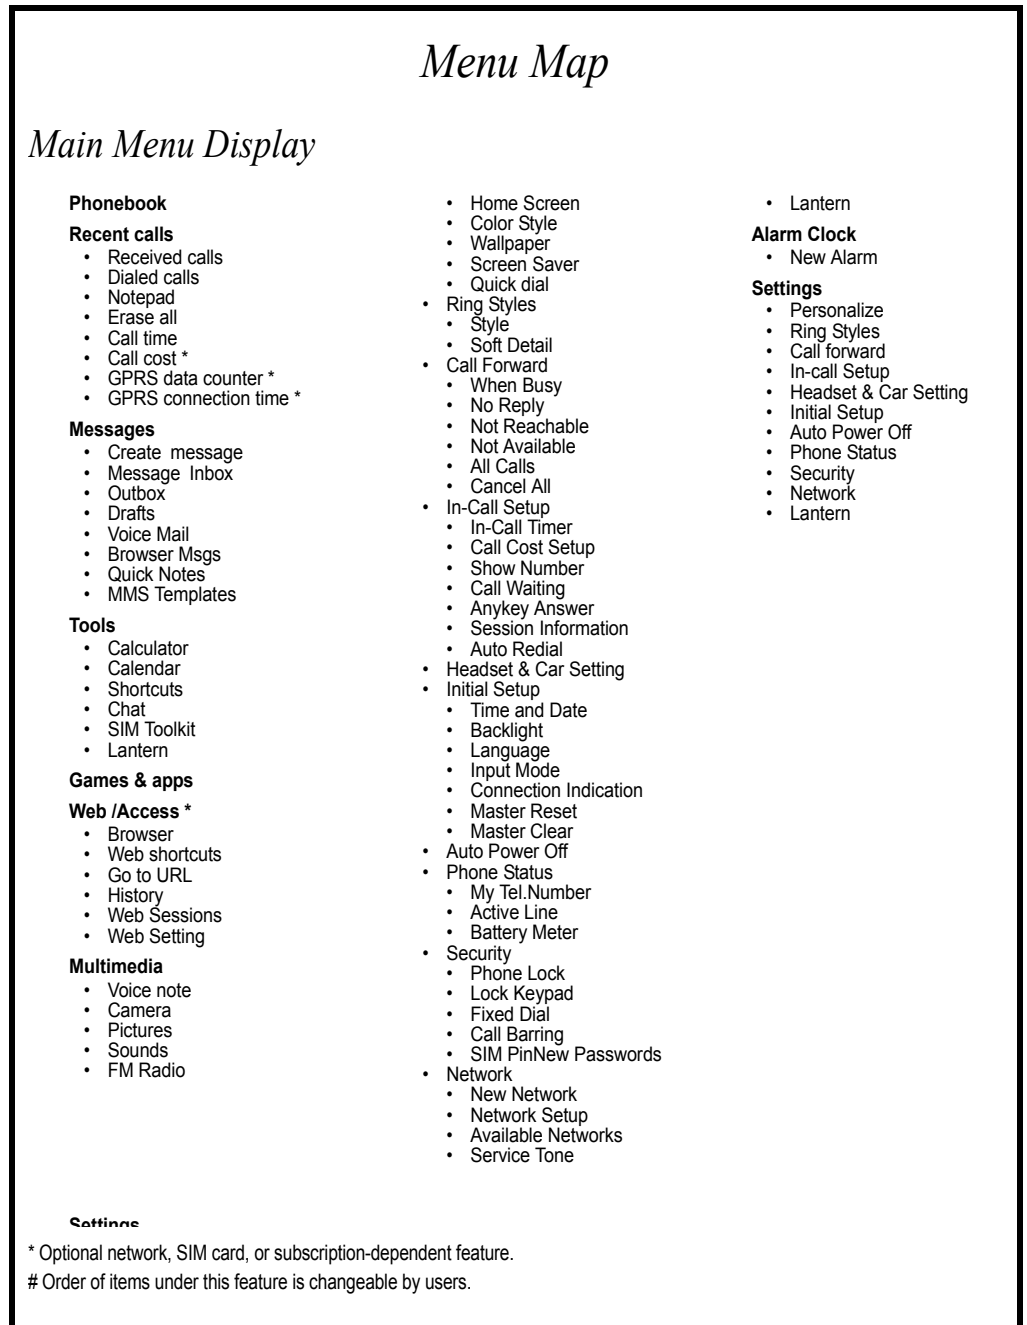 Menu Map
Main Menu Display
Phonebook
Recent calls
• Received calls
• Dialed calls
• Notepad
• Erase all
• Call time
• Call cost *
• GPRS data counter *
• GPRS connection time *
Messages
• Create message
• Message Inbox
• Outbox
• Drafts
• Voice Mail
• Browser Msgs
• Quick Notes
• MMS Templates
Tools
• Calculator
• Calendar
• Shortcuts
• Chat
• SIM Toolkit
• Lantern
Games & apps
Web /Access *
• Browser
• Web shortcuts
• Go to URL
• History
• Web Sessions
• Web Setting
Multimedia
• Voice note
• Camera
• Pictures
• Sounds
• FM Radio
Settings
• Home Screen
• Color Style
• Wallpaper
• Screen Saver
• Quick dial
• Ring Styles
• Style
• Soft Detail
• Call Forward
• When Busy
• No Reply
• Not Reachable
• Not Available
• All Calls
• Cancel All
• In-Call Setup
• In-Call Timer
• Call Cost Setup
• Show Number
• Call Waiting
• Anykey Answer
• Session Information
• Auto Redial
• Headset & Car Setting
• Initial Setup
• Time and Date
• Backlight
• Language
• Input Mode
• Connection Indication
• Master Reset
• Master Clear
• Auto Power Off
• Phone Status
• My Tel.Number
• Active Line
• Battery Meter
• Security
• Phone Lock
• Lock Keypad
• Fixed Dial
• Call Barring
• SIM PinNew Passwords
• Network
• New Network
• Network Setup
• Available Networks
• Service Tone
• Lantern
Alarm Clock
• New Alarm
Settings
• Personalize
• Ring Styles
• Call forward
• In-call Setup
• Headset & Car Setting
• Initial Setup
• Auto Power Off
• Phone Status
• Security
• Network
• Lantern
* Optional network, SIM card, or subscription-dependent feature.
# Order of items under this feature is changeable by users.